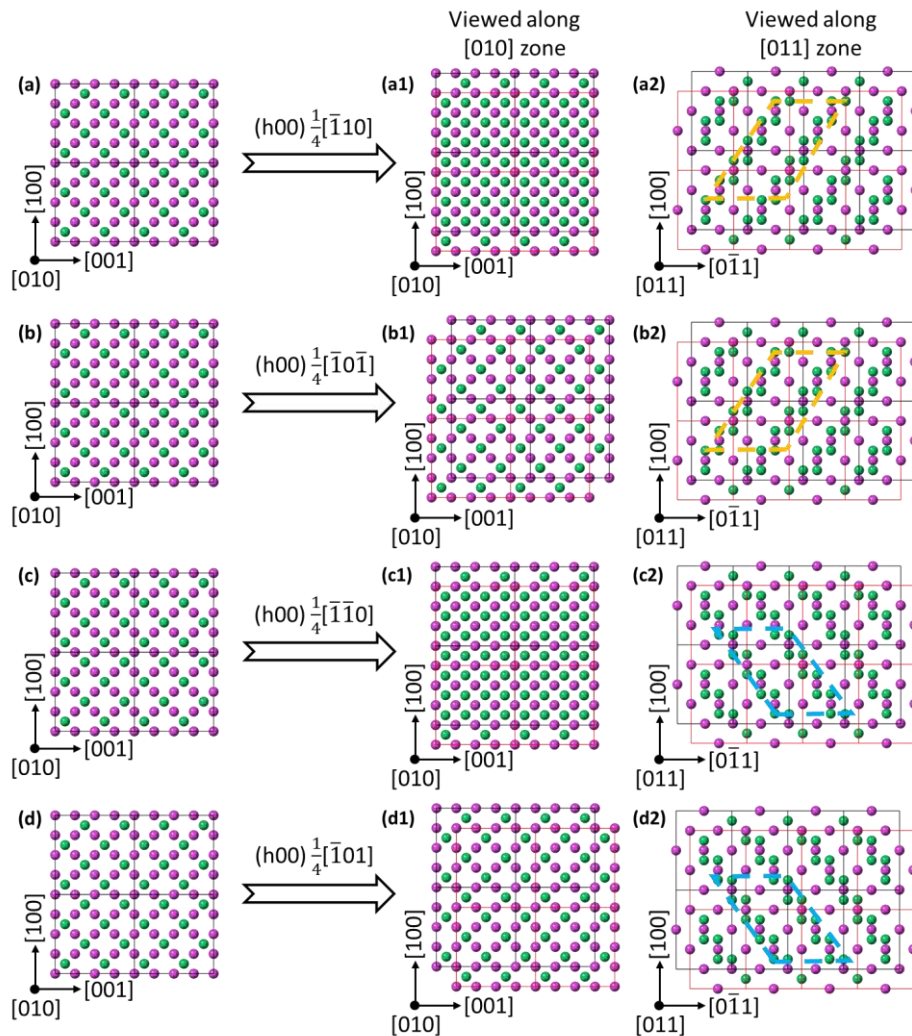 Viewed along
[010] zone
Viewed along
[011] zone
(a)
(h00) 1/4[1̄10]
(a1)
(a2)
[100]
[010]
[001]
[100]
[010]
[001]
[100]
[011]
[01̄1]
(b)
(h00) 1/4[1̄01̄]
(b1)
(b2)
[100]
[010]
[001]
[100]
[010]
[001]
[100]
[011]
[01̄1]
(c)
(h00) 1/4[1̄1̄0]
(c1)
(c2)
[100]
[010]
[001]
[100]
[010]
[001]
[100]
[011]
[01̄1]
(d)
(h00) 1/4[1̄01]
(d1)
(d2)
[100]
[010]
[001]
[100]
[010]
[001]
[100]
[011]
[01̄1]